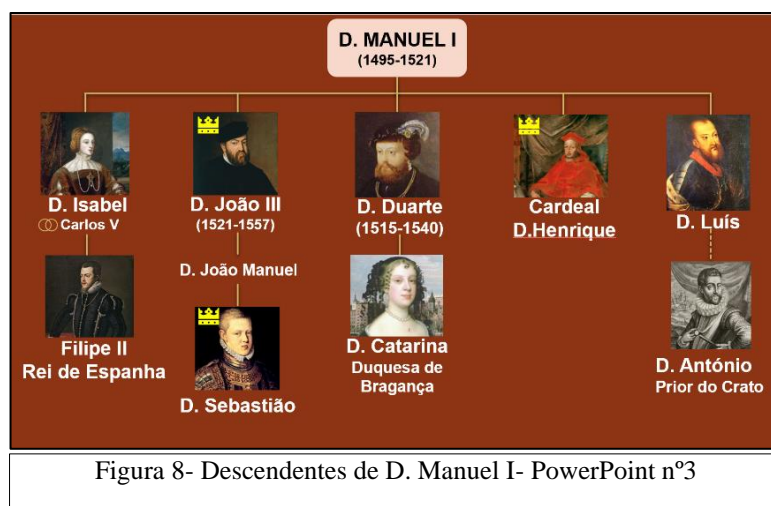 D. MANUEL I
(1495-1521)
D. Isabel
Carlos V
D. João III
(1521-1557)
D. Duarte
(1515-1540)
Cardeal
D.Henrique
D. Luís
Filipe II
Rei de Espanha
D. João Manuel
D. Sebastião
D. Catarina
Duquesa de
Bragança
D. António
Prior do Crato
Figura 8- Descendentes de D. Manuel I- PowerPoint nº3